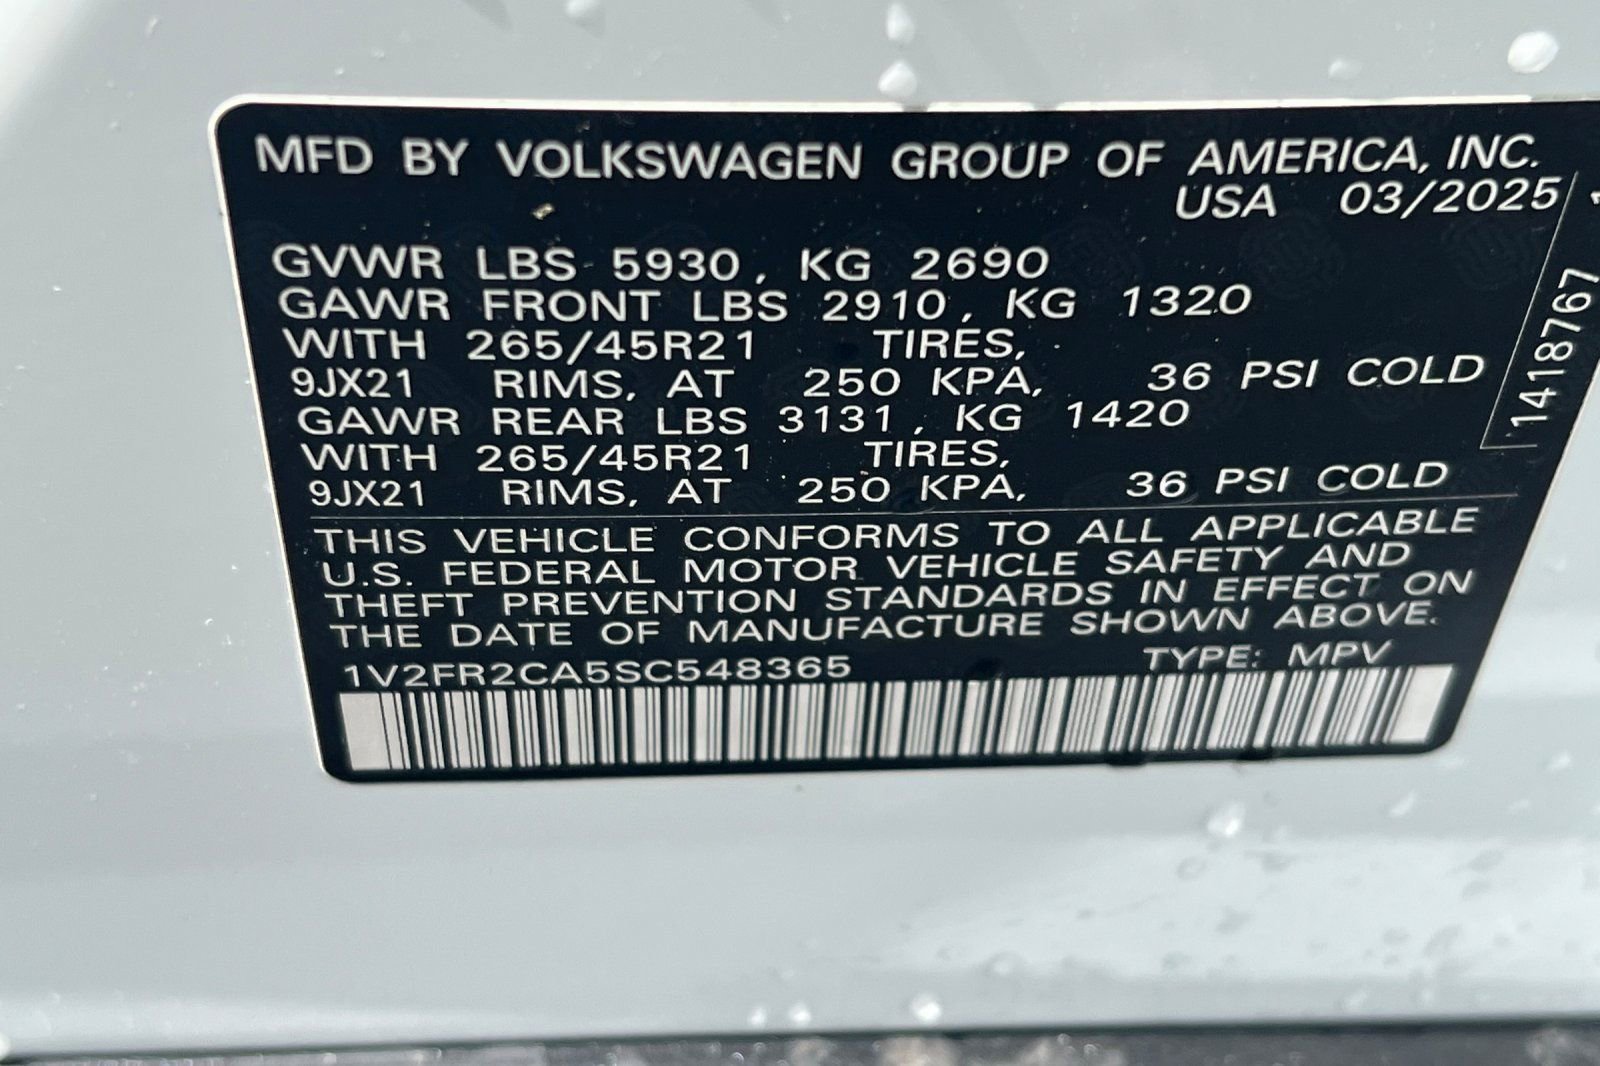 MFD BY VOLKSWAGEN GROUP OF AMERICA, INC.
USA 03/2025
GVWR LBS 5930, KG 2690
GAWR FRONT LBS 2910, KG 1320
WITH 265/45R21 TIRES,
9JX21 RIMS, AT 250 KPA, 36 PSI COLD
GAWR REAR LBS 3131, KG 1420
WITH 265/45R21 TIRES,
9JX21 RIMS, AT 250 KPA, 36 PSI COLD
THIS VEHICLE CONFORMS TO ALL APPLICABLE
U.S. FEDERAL MOTOR VEHICLE SAFETY AND
THEFT PREVENTION STANDARDS IN EFFECT ON
THE DATE OF MANUFACTURE SHOWN ABOVE.
1V2FR2CA5SC548365 TYPE: MPV
1418767